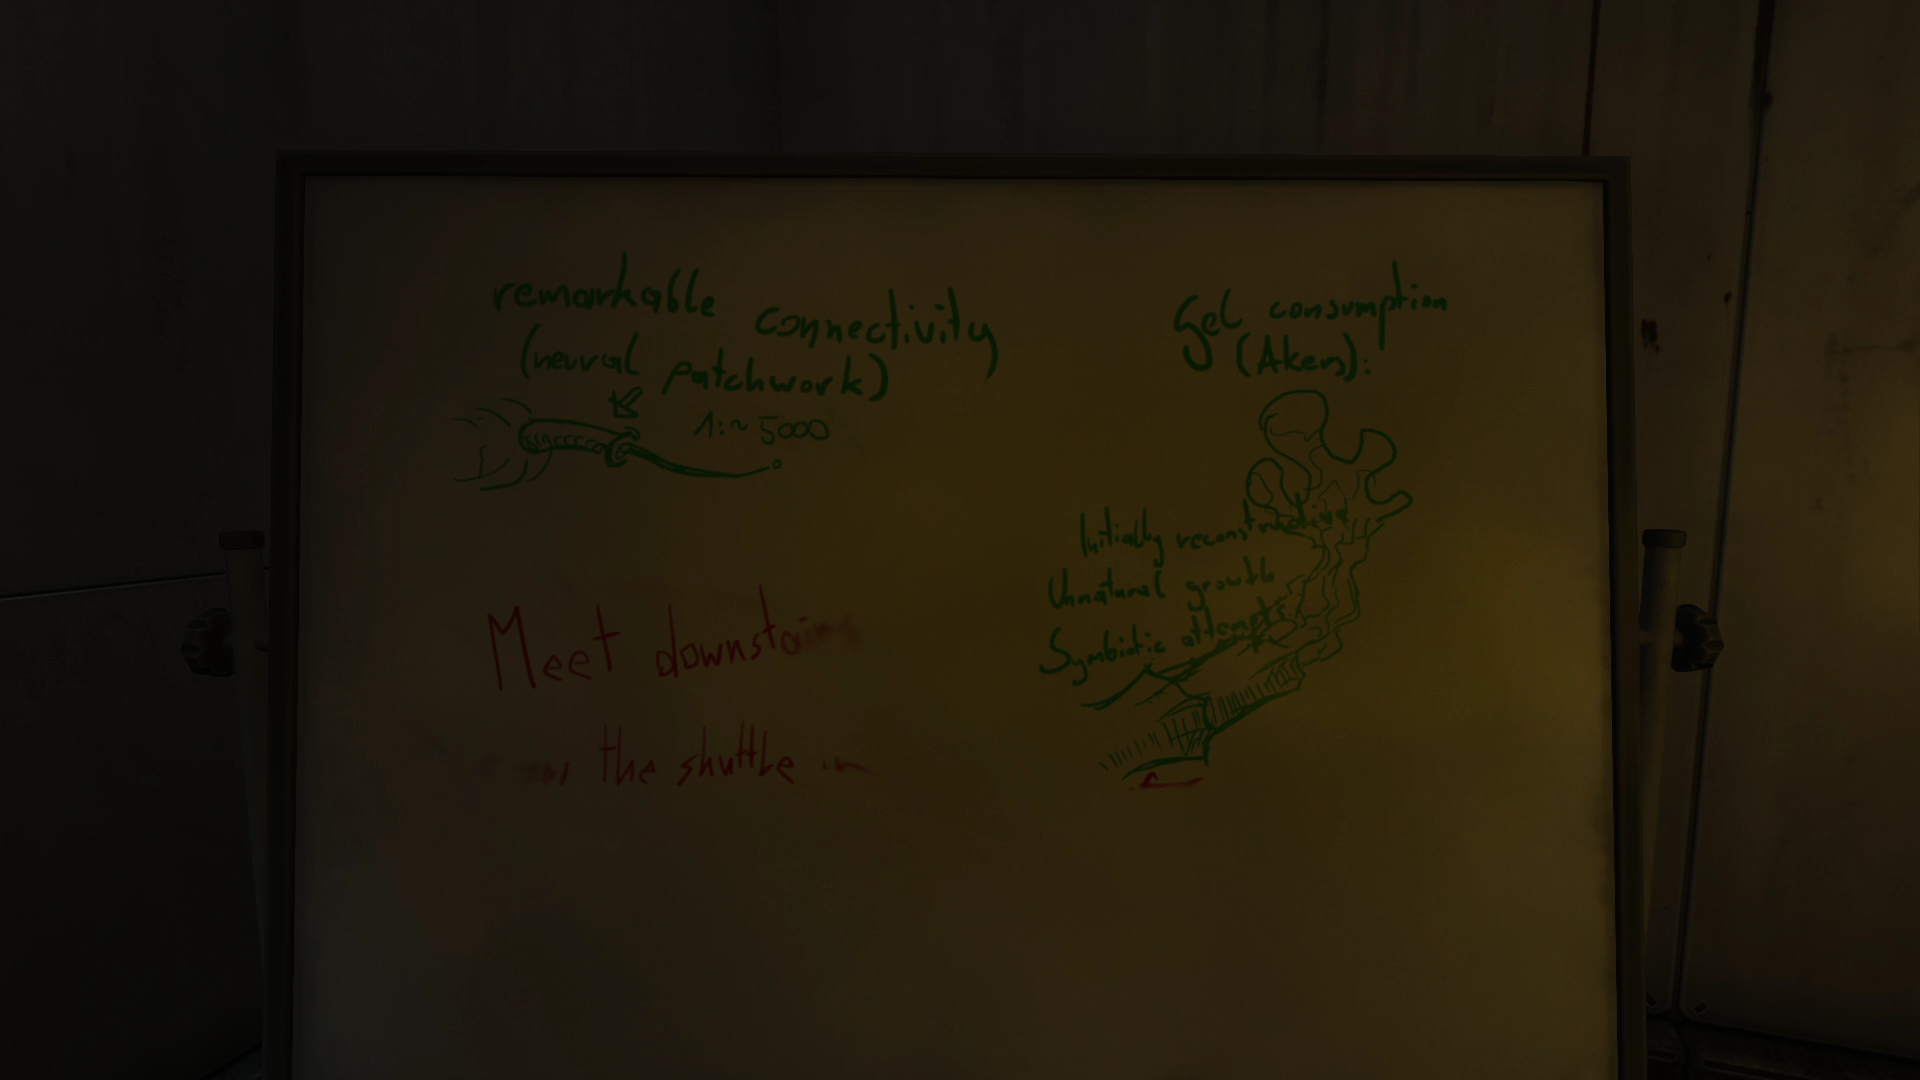 remarkable connectivity
(neural patchwork)
1:~ 5000
Gel consumption
(Akers):
Initially reconstructive
Unnatural growth
Symbiotic attempts
Meet downstairs
the shuttle in